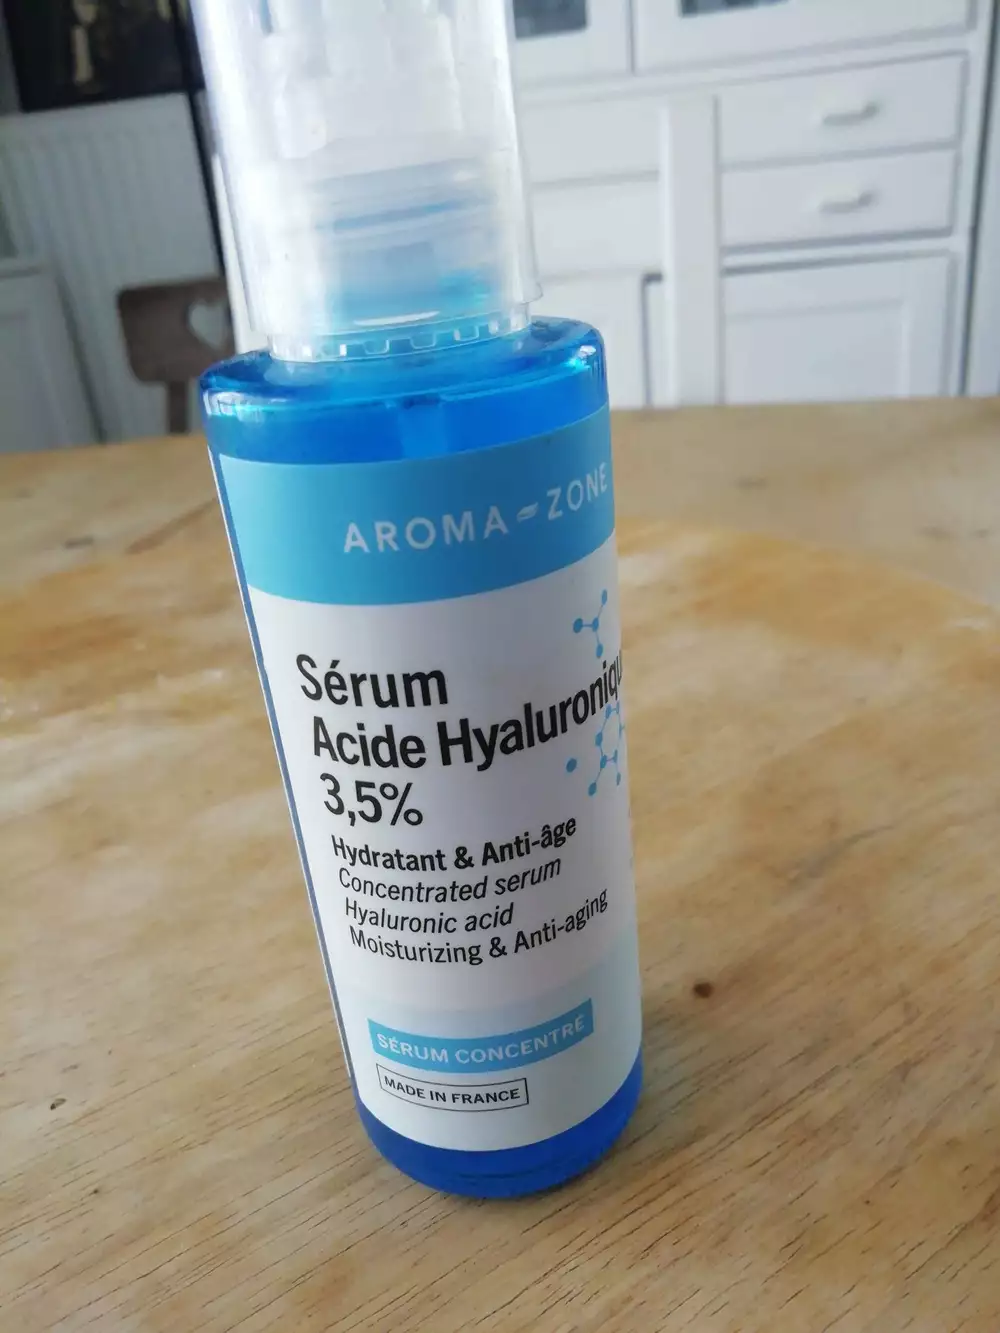 AROMA-ZONE
Sérum
Acide Hyaluroniqu
3,5%
Hydratant & Anti-âge
Concentrated serum
Hyaluronic acid
Moisturizing & Anti-aging
SÉRUM CONCENTRÉ
MADE IN FRANCE